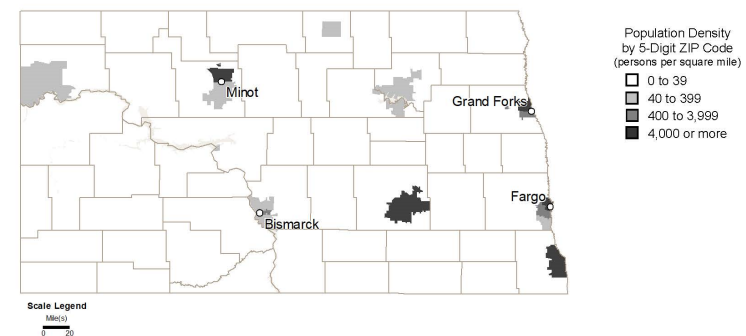 Population Density
by 5-Digit ZIP Code
(persons per square mile)
0 to 39
40 to 399
400 to 3,999
4,000 or more
Minot
Grand Forks
Fargo
Bismarck
Scale Legend
Mile(s)
0 20